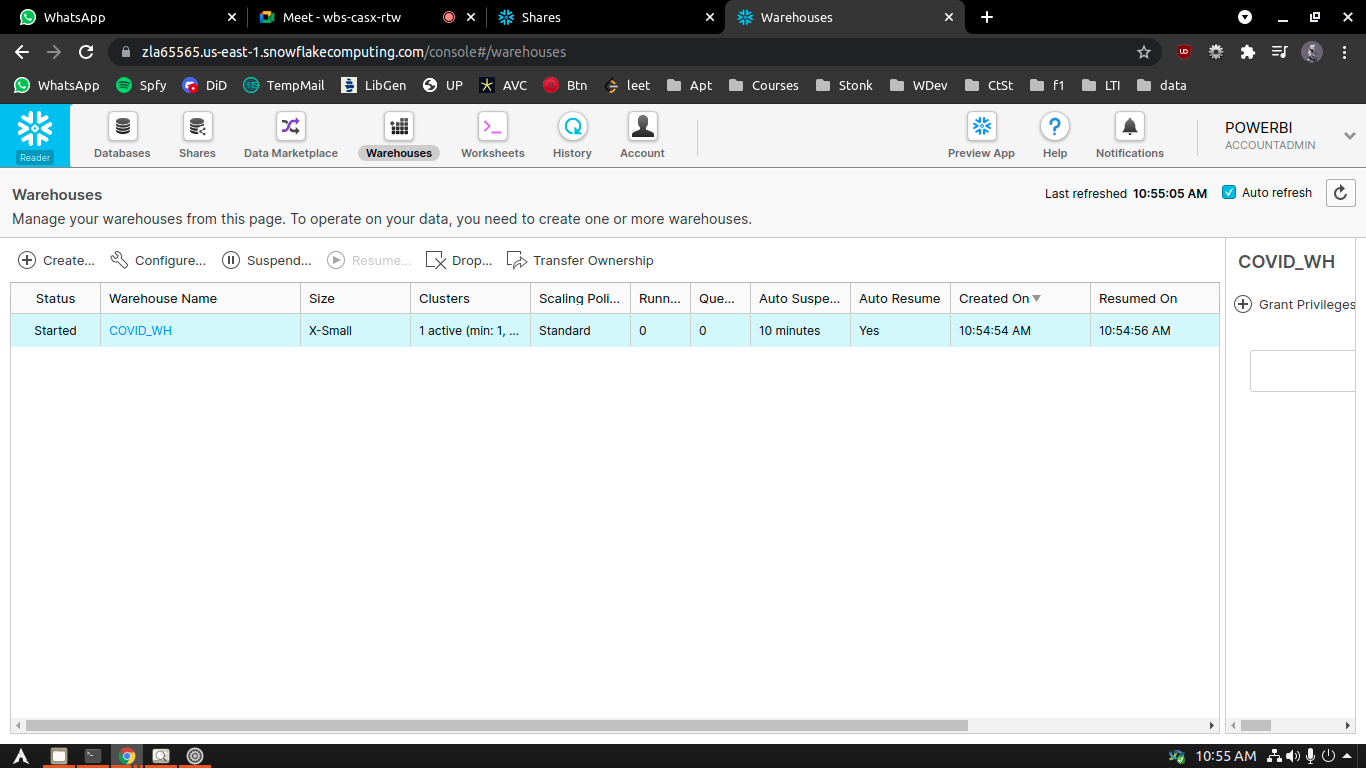 WhatsApp
Meet - wbs-casx-rtw
Shares
Warehouses
zla65565.us-east-1.snowflakecomputing.com/console#/warehouses
UD
WhatsApp Spfy DiD TempMail LibGen UP AVC Btn leet Apt Courses Stonk WDev CtSt f1 LTI data
Reader
Databases Shares Data Marketplace Warehouses Worksheets History Account
Preview App Help Notifications
POWERBI
ACCOUNTADMIN
Warehouses
Manage your warehouses from this page. To operate on your data, you need to create one or more warehouses.
Last refreshed 10:55:05 AM Auto refresh
Create... Configure... Suspend... Resume... Drop... Transfer Ownership
Status Warehouse Name Size Clusters Scaling Poli... Runn... Que... Auto Suspe... Auto Resume Created On Resumed On
Started COVID_WH X-Small 1 active (min: 1, ... Standard 0 0 10 minutes Yes 10:54:54 AM 10:54:56 AM
COVID_WH
Grant Privileges
10:55 AM